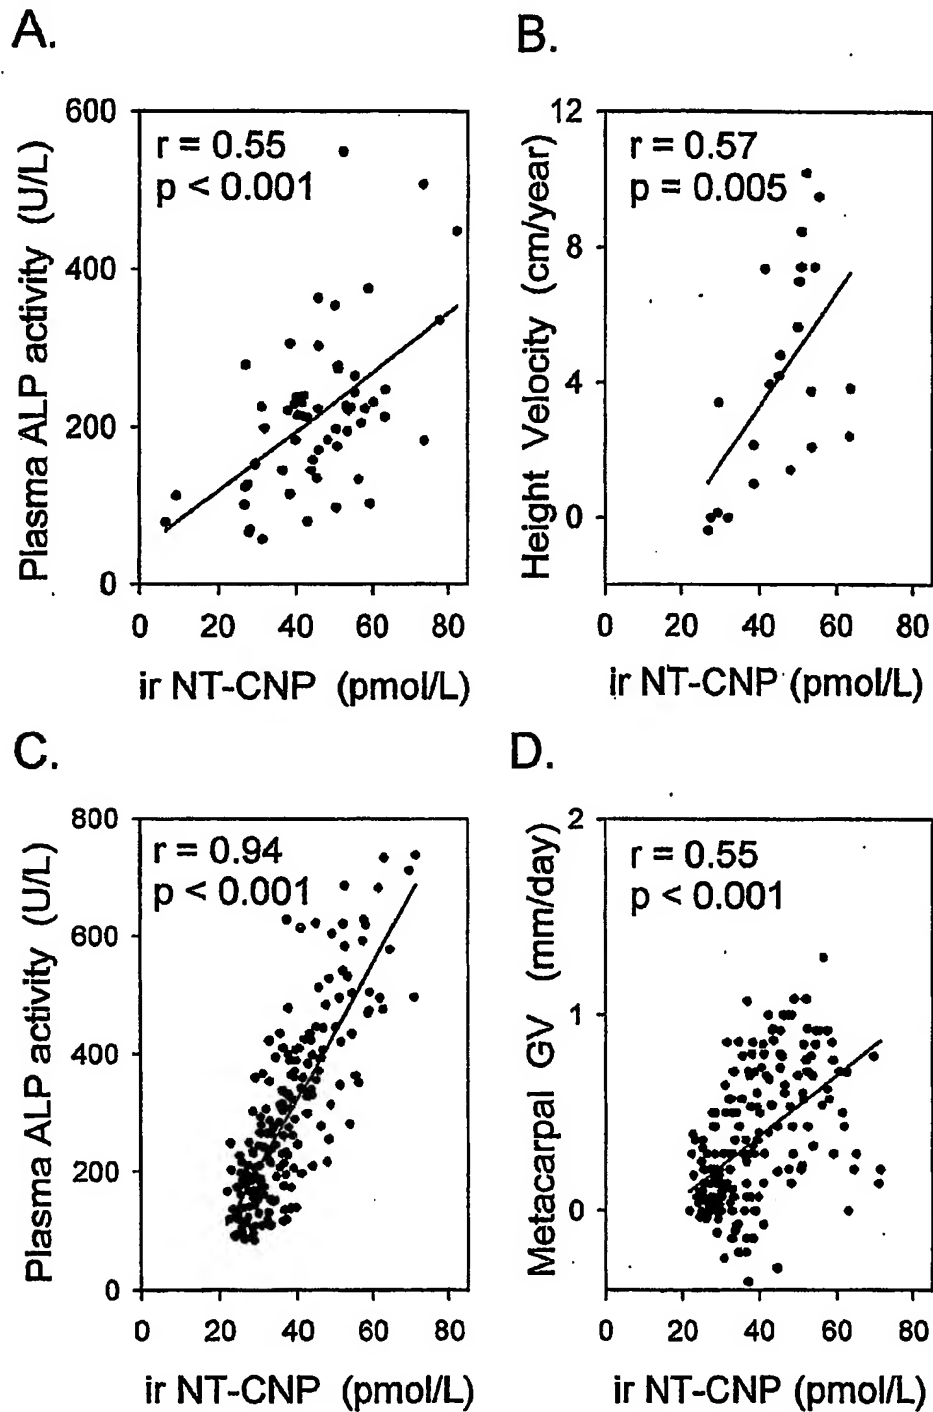 A.
600
400
200
0
Plasma ALP activity (U/L)
r = 0.55
p < 0.001
0 20 40 60 80
ir NT-CNP (pmol/L)
B.
12
8
4
0
Height Velocity (cm/year)
r = 0.57
p = 0.005
0 20 40 60 80
ir NT-CNP (pmol/L)
C.
800
600
400
200
0
Plasma ALP activity (U/L)
r = 0.94
p < 0.001
0 20 40 60 80
ir NT-CNP (pmol/L)
D.
2
1
0
Metacarpal GV (mm/day)
r = 0.55
p < 0.001
0 20 40 60 80
ir NT-CNP (pmol/L)